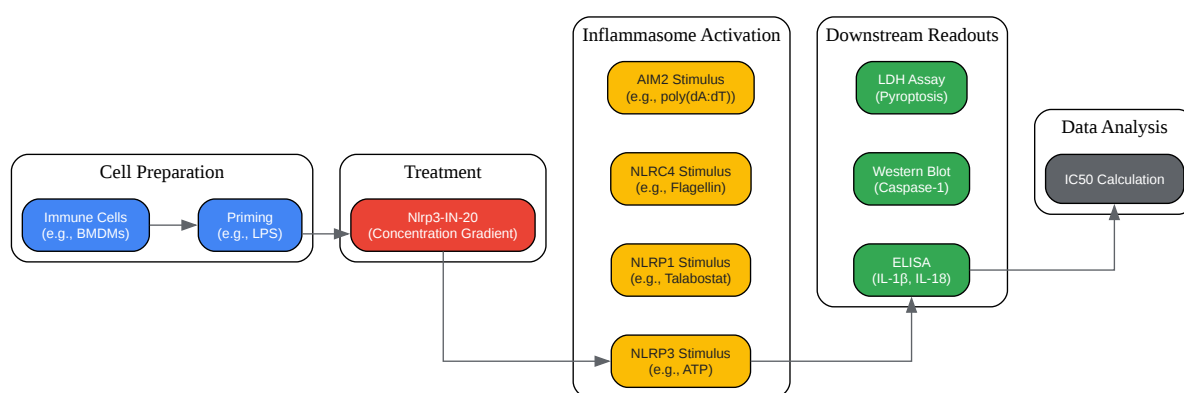 Cell Preparation
Immune Cells
(e.g., BMDMs)
Priming
(e.g., LPS)
Treatment
Nlrp3-IN-20
(Concentration Gradient)
Inflammasome Activation
AIM2 Stimulus
(e.g., poly(dA:dT))
NLRC4 Stimulus
(e.g., Flagellin)
NLRP1 Stimulus
(e.g., Talabostat)
NLRP3 Stimulus
(e.g., ATP)
Downstream Readouts
LDH Assay
(Pyroptosis)
Western Blot
(Caspase-1)
ELISA
(IL-1β, IL-18)
Data Analysis
IC50 Calculation